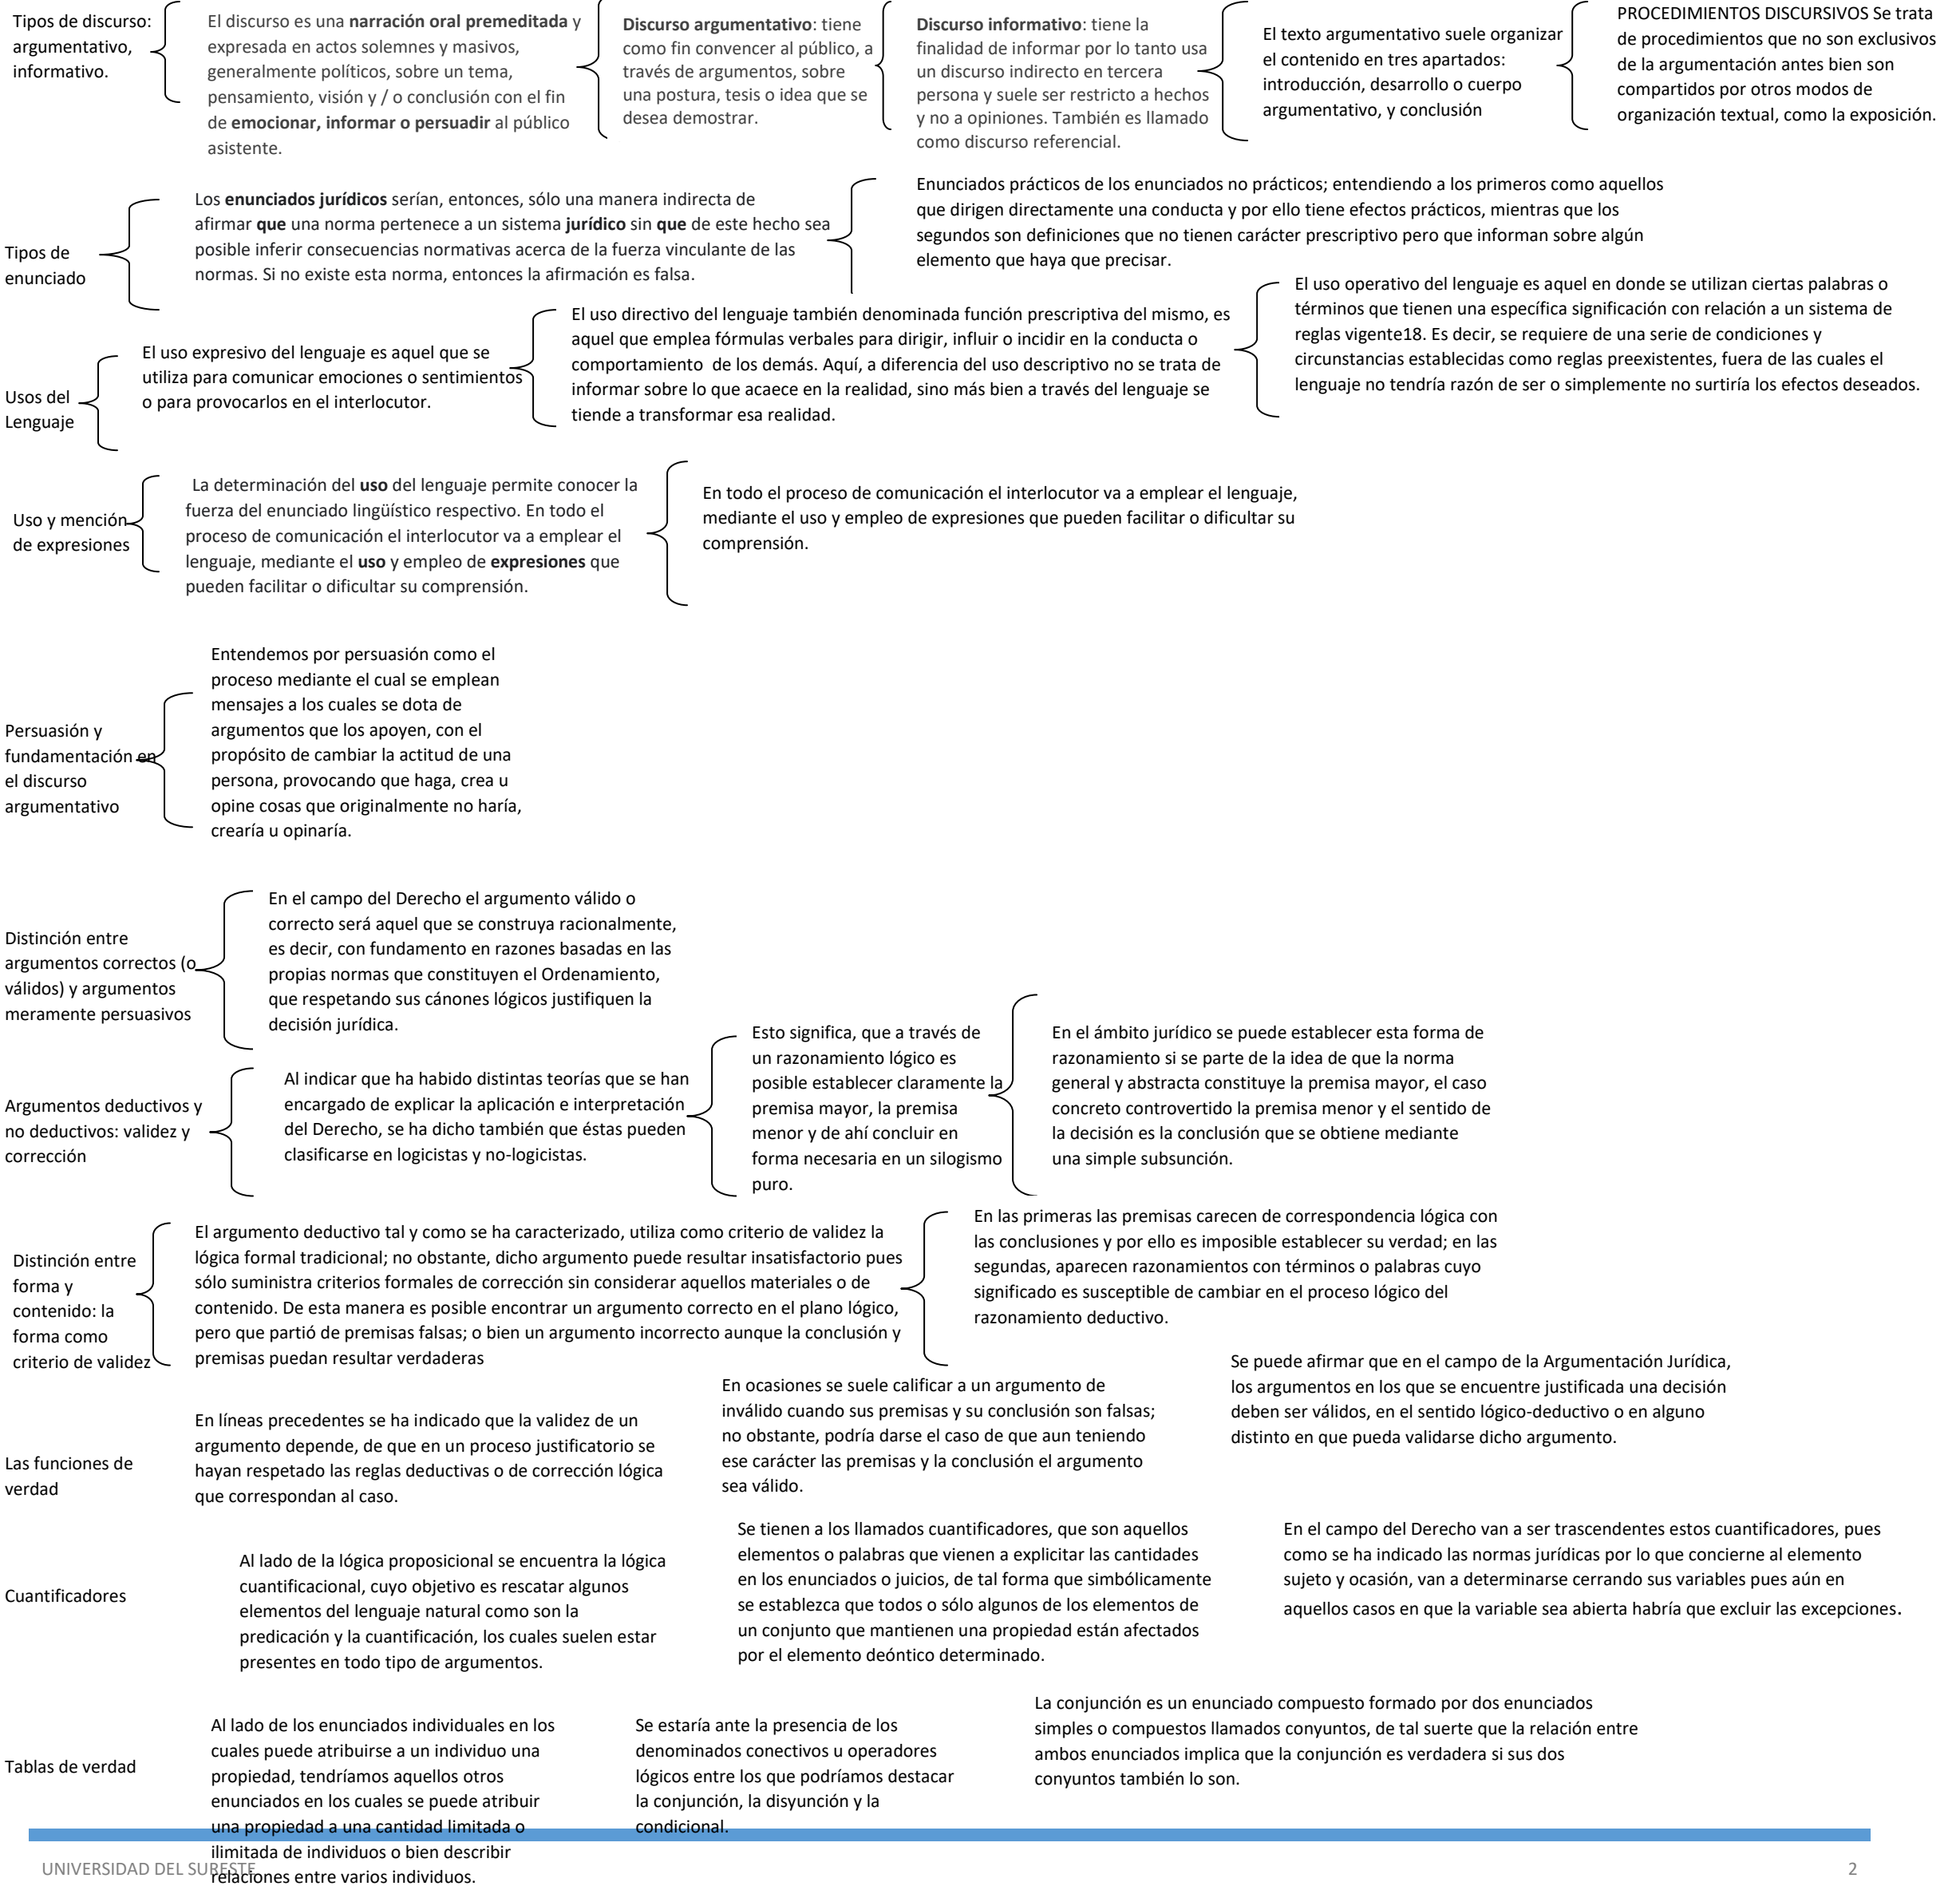 Tipos de discurso:
argumentativo,
informativo.
El discurso es una narración oral premeditada y
expresada en actos solemnes y masivos,
generalmente políticos, sobre un tema,
pensamiento, visión y / o conclusión con el fin
de emocionar, informar o persuadir al público
asistente.
Discurso argumentativo: tiene
como fin convencer al público, a
través de argumentos, sobre
una postura, tesis o idea que se
desea demostrar.
Discurso informativo: tiene la
finalidad de informar por lo tanto usa
un discurso indirecto en tercera
persona y suele ser restricto a hechos
y no a opiniones. También es llamado
como discurso referencial.
El texto argumentativo suele organizar
el contenido en tres apartados:
introducción, desarrollo o cuerpo
argumentativo, y conclusión
PROCEDIMIENTOS DISCURSIVOS Se trata
de procedimientos que no son exclusivos
de la argumentación antes bien son
compartidos por otros modos de
organización textual, como la exposición.
Tipos de
enunciado
Los enunciados jurídicos serían, entonces, sólo una manera indirecta de
afirmar que una norma pertenece a un sistema jurídico sin que de este hecho sea
posible inferir consecuencias normativas acerca de la fuerza vinculante de las
normas. Si no existe esta norma, entonces la afirmación es falsa.
Enunciados prácticos de los enunciados no prácticos; entendiendo a los primeros como aquellos
que dirigen directamente una conducta y por ello tiene efectos prácticos, mientras que los
segundos son definiciones que no tienen carácter prescriptivo pero que informan sobre algún
elemento que haya que precisar.
Usos del
Lenguaje
El uso expresivo del lenguaje es aquel que se
utiliza para comunicar emociones o sentimientos
o para provocarlos en el interlocutor.
El uso directivo del lenguaje también denominada función prescriptiva del mismo, es
aquel que emplea fórmulas verbales para dirigir, influir o incidir en la conducta o
comportamiento de los demás. Aquí, a diferencia del uso descriptivo no se trata de
informar sobre lo que acaece en la realidad, sino más bien a través del lenguaje se
tiende a transformar esa realidad.
El uso operativo del lenguaje es aquel en donde se utilizan ciertas palabras o
términos que tienen una específica significación con relación a un sistema de
reglas vigente18. Es decir, se requiere de una serie de condiciones y
circunstancias establecidas como reglas preexistentes, fuera de las cuales el
lenguaje no tendría razón de ser o simplemente no surtiría los efectos deseados.
Uso y mención
de expresiones
La determinación del uso del lenguaje permite conocer la
fuerza del enunciado lingüístico respectivo. En todo el
proceso de comunicación el interlocutor va a emplear el
lenguaje, mediante el uso y empleo de expresiones que
pueden facilitar o dificultar su comprensión.
En todo el proceso de comunicación el interlocutor va a emplear el lenguaje,
mediante el uso y empleo de expresiones que pueden facilitar o dificultar su
comprensión.
Persuasión y
fundamentación en
el discurso
argumentativo
Entendemos por persuasión como el
proceso mediante el cual se emplean
mensajes a los cuales se dota de
argumentos que los apoyen, con el
propósito de cambiar la actitud de una
persona, provocando que haga, crea u
opine cosas que originalmente no haría,
crearía u opinaría.
Distinción entre
argumentos correctos (o
válidos) y argumentos
meramente persuasivos
En el campo del Derecho el argumento válido o
correcto será aquel que se construya racionalmente,
es decir, con fundamento en razones basadas en las
propias normas que constituyen el Ordenamiento,
que respetando sus cánones lógicos justifiquen la
decisión jurídica.
Argumentos deductivos y
no deductivos: validez y
corrección
Al indicar que ha habido distintas teorías que se han
encargado de explicar la aplicación e interpretación
del Derecho, se ha dicho también que éstas pueden
clasificarse en logicistas y no-logicistas.
Esto significa, que a través de
un razonamiento lógico es
posible establecer claramente la
premisa mayor, la premisa
menor y de ahí concluir en
forma necesaria en un silogismo
puro.
En el ámbito jurídico se puede establecer esta forma de
razonamiento si se parte de la idea de que la norma
general y abstracta constituye la premisa mayor, el caso
concreto controvertido la premisa menor y el sentido de
la decisión es la conclusión que se obtiene mediante
una simple subsunción.
Distinción entre
forma y
contenido: la
forma como
criterio de validez
El argumento deductivo tal y como se ha caracterizado, utiliza como criterio de validez la
lógica formal tradicional; no obstante, dicho argumento puede resultar insatisfactorio pues
sólo suministra criterios formales de corrección sin considerar aquellos materiales o de
contenido. De esta manera es posible encontrar un argumento correcto en el plano lógico,
pero que partió de premisas falsas; o bien un argumento incorrecto aunque la conclusión y
premisas puedan resultar verdaderas
En las primeras las premisas carecen de correspondencia lógica con
las conclusiones y por ello es imposible establecer su verdad; en las
segundas, aparecen razonamientos con términos o palabras cuyo
significado es susceptible de cambiar en el proceso lógico del
razonamiento deductivo.
Las funciones de
verdad
En líneas precedentes se ha indicado que la validez de un
argumento depende, de que en un proceso justificatorio se
hayan respetado las reglas deductivas o de corrección lógica
que correspondan al caso.
En ocasiones se suele calificar a un argumento de
inválido cuando sus premisas y su conclusión son falsas;
no obstante, podría darse el caso de que aun teniendo
ese carácter las premisas y la conclusión el argumento
sea válido.
Se puede afirmar que en el campo de la Argumentación Jurídica,
los argumentos en los que se encuentre justificada una decisión
deben ser válidos, en el sentido lógico-deductivo o en alguno
distinto en que pueda validarse dicho argumento.
Cuantificadores
Al lado de la lógica proposicional se encuentra la lógica
cuantificacional, cuyo objetivo es rescatar algunos
elementos del lenguaje natural como son la
predicación y la cuantificación, los cuales suelen estar
presentes en todo tipo de argumentos.
Se tienen a los llamados cuantificadores, que son aquellos
elementos o palabras que vienen a explicitar las cantidades
en los enunciados o juicios, de tal forma que simbólicamente
se establezca que todos o sólo algunos de los elementos de
un conjunto que mantienen una propiedad están afectados
por el elemento deóntico determinado.
En el campo del Derecho van a ser trascendentes estos cuantificadores, pues
como se ha indicado las normas jurídicas por lo que concierne al elemento
sujeto y ocasión, van a determinarse cerrando sus variables pues aún en
aquellos casos en que la variable sea abierta habría que excluir las excepciones.
Tablas de verdad
Al lado de los enunciados individuales en los
cuales puede atribuirse a un individuo una
propiedad, tendríamos aquellos otros
enunciados en los cuales se puede atribuir
una propiedad a una cantidad limitada o
ilimitada de individuos o bien describir
relaciones entre varios individuos.
Se estaría ante la presencia de los
denominados conectivos u operadores
lógicos entre los que podríamos destacar
la conjunción, la disyunción y la
condicional.
La conjunción es un enunciado compuesto formado por dos enunciados
simples o compuestos llamados conyuntos, de tal suerte que la relación entre
ambos enunciados implica que la conjunción es verdadera si sus dos
conyuntos también lo son.
UNIVERSIDAD DEL SURESTE
2